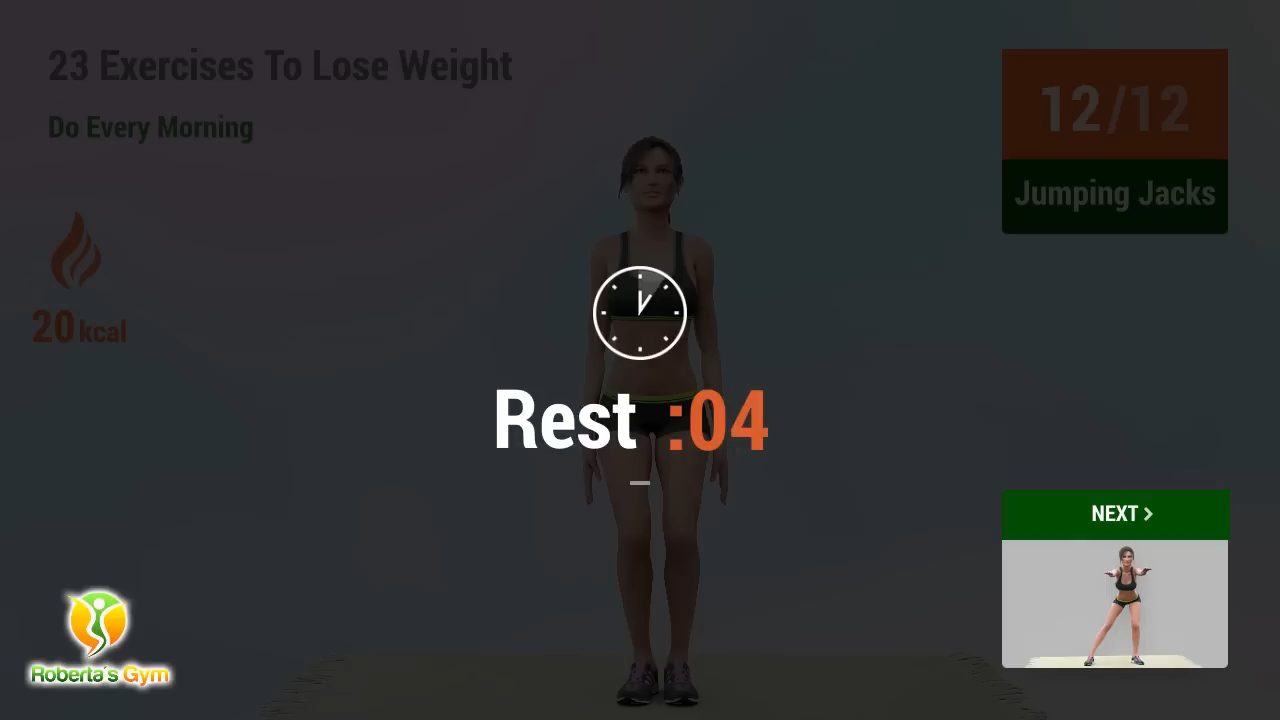 23 Exercises To Lose Weight
Do Every Morning
12/12
Jumping Jacks
20 kcal
Rest :04
NEXT >
Roberta's Gym